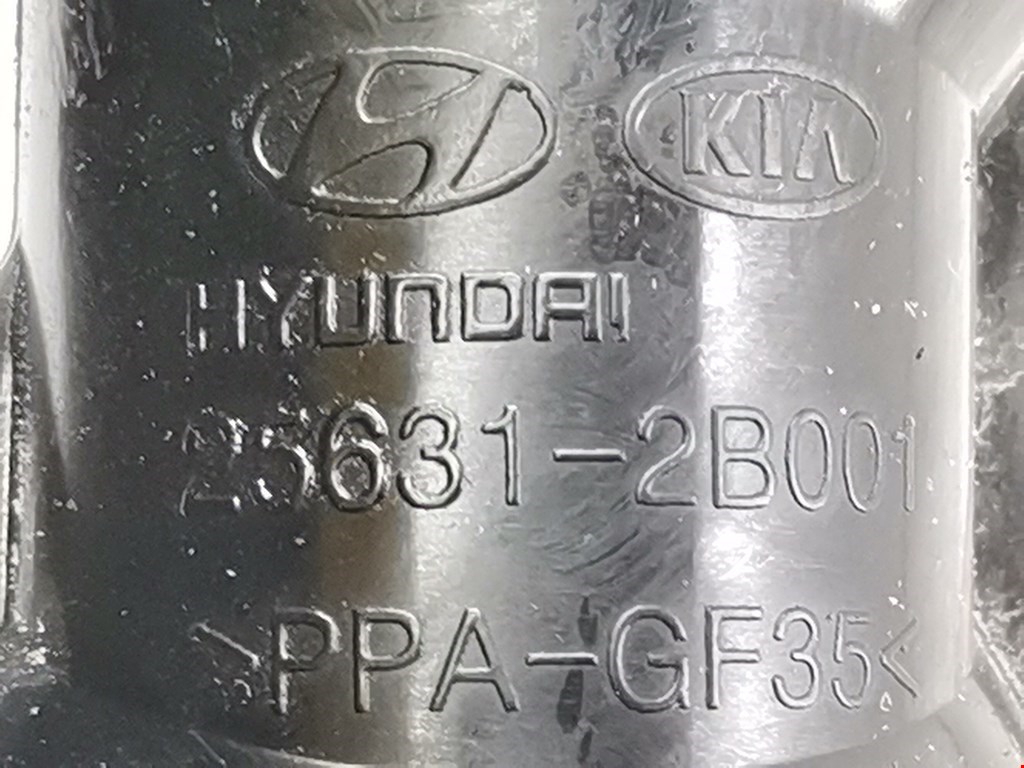 KIA
HYUNDAI
25631-2B001
>PPA-GF35<